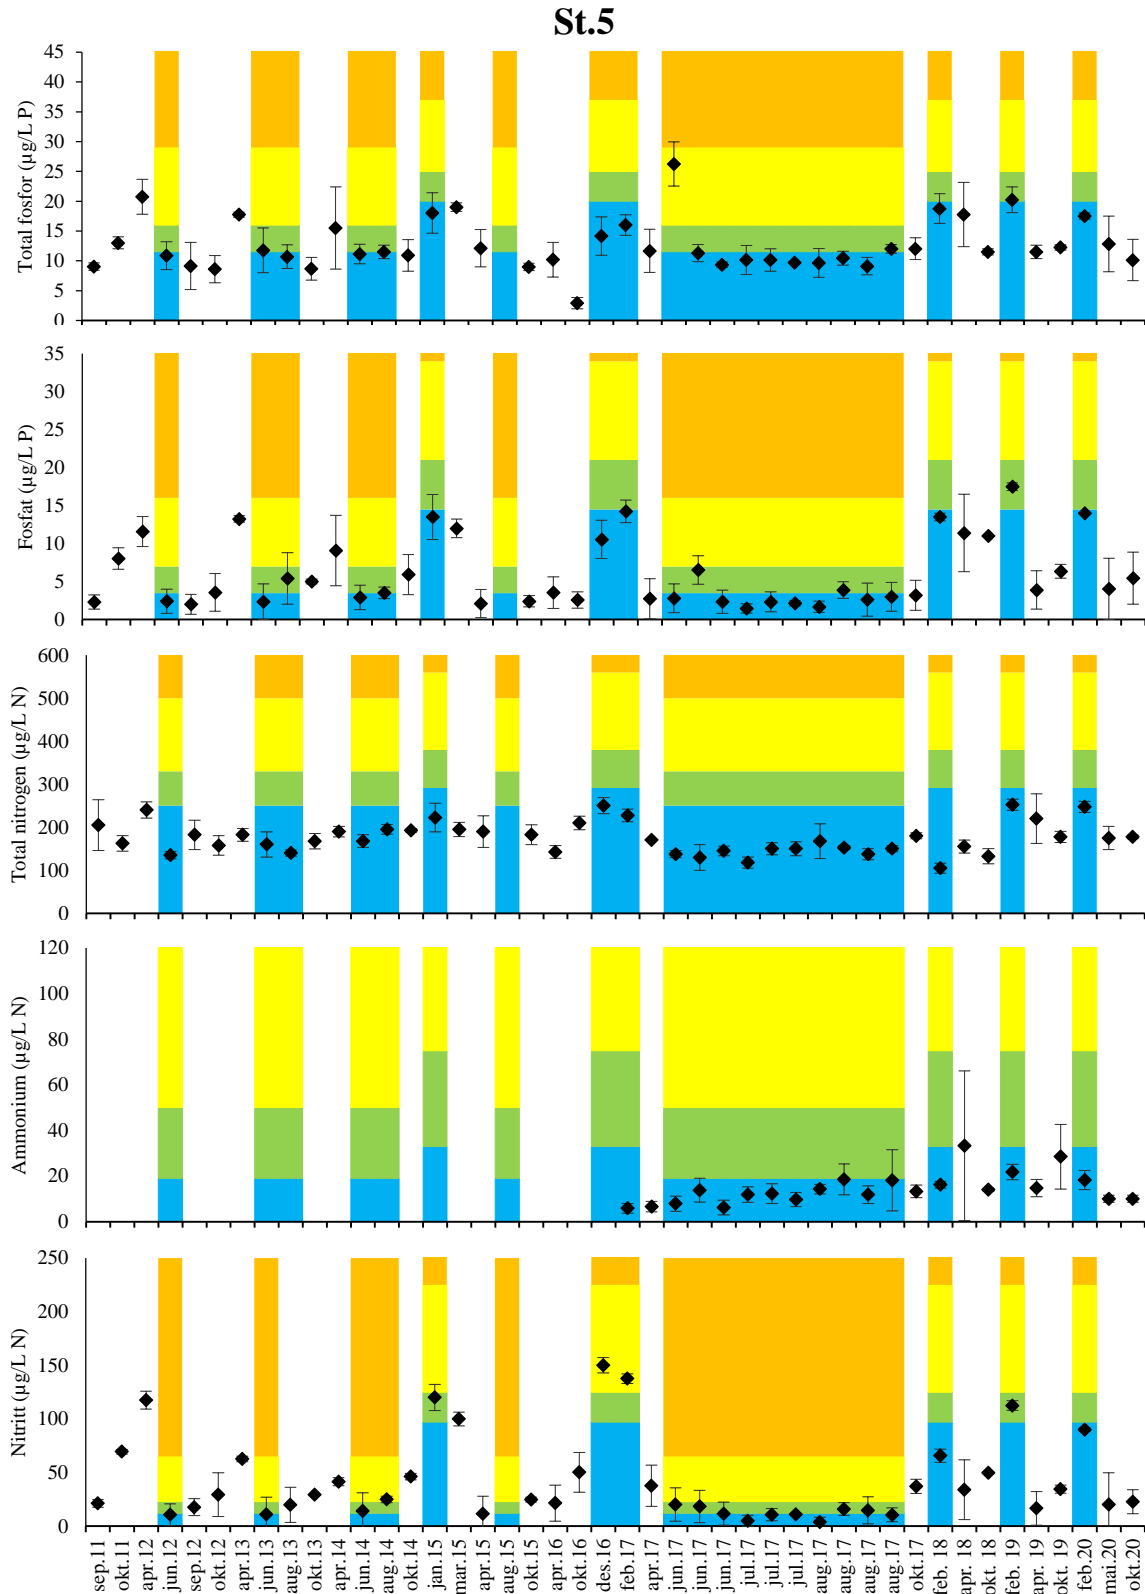 St.5
Total fosfor (µg/L P)
45
40
35
30
25
20
15
10
5
0
Fosfat (µg/L P)
35
30
25
20
15
10
5
0
Total nitrogen (µg/L N)
600
500
400
300
200
100
0
Ammonium (µg/L N)
120
100
80
60
40
20
0
Nitritt (µg/L N)
250
200
150
100
50
0
sep.11
okt.11
apr.12
jun.12
sep.12
okt.12
apr.13
jun.13
aug.13
okt.13
apr.14
jun.14
aug.14
okt.14
jan.15
mar.15
apr.15
aug.15
okt.15
apr.16
okt.16
des.16
feb.17
apr.17
jun.17
jun.17
jun.17
jul.17
jul.17
jul.17
aug.17
aug.17
aug.17
aug.17
okt.17
feb. 18
apr. 18
okt. 18
feb. 19
apr. 19
okt. 19
feb.20
mai.20
okt.20